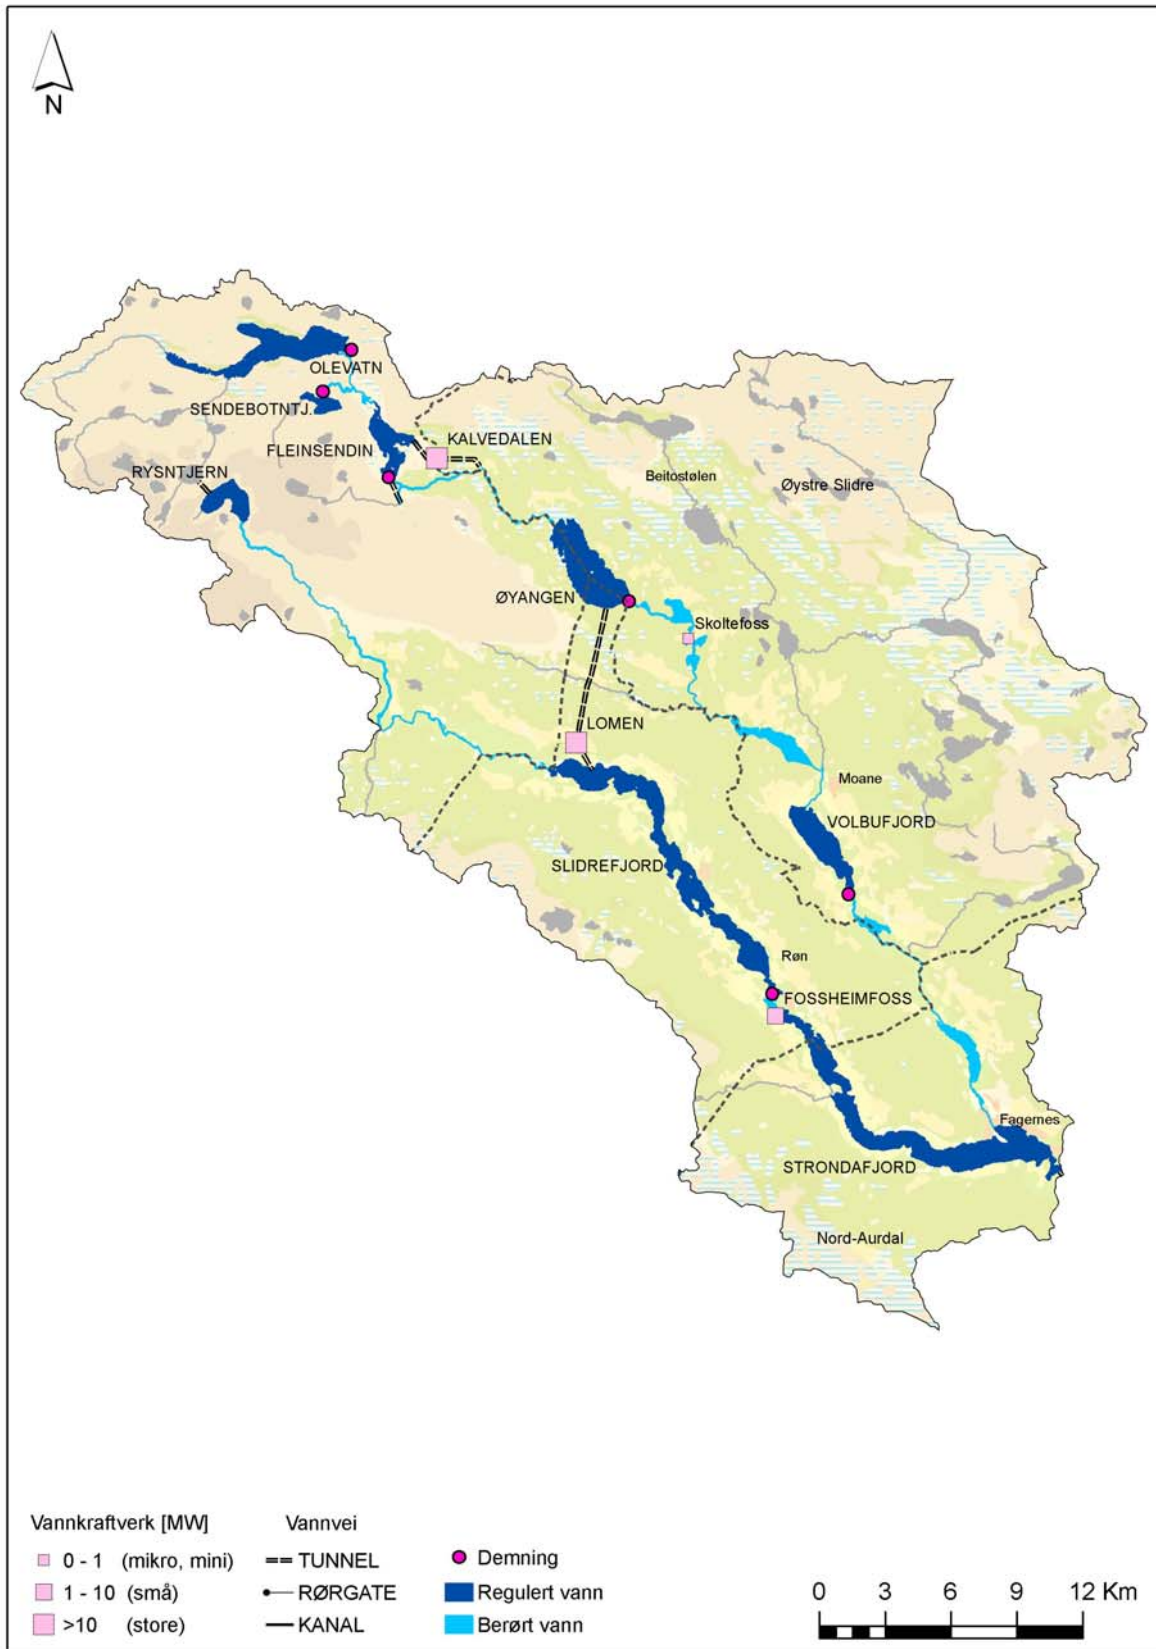 N
OLEVATN
SENDEBOTNTJ.
FLEINSENDIN
KALVEDALEN
RYSNTJERN
Beitostølen
Øystre Slidre
ØYANGEN
Skoltefoss
LOMEN
Moane
VOLBUFJORD
SLIDREFJORD
Røn
FOSSHEIMFOSS
Fagernes
STRONDAFJORD
Nord-Aurdal
Vannkraftverk [MW]
0 - 1 (mikro, mini)
1 - 10 (små)
>10 (store)
Vannvei
TUNNEL
RØRGATE
KANAL
Demning
Regulert vann
Berørt vann
0 3 6 9 12 Km